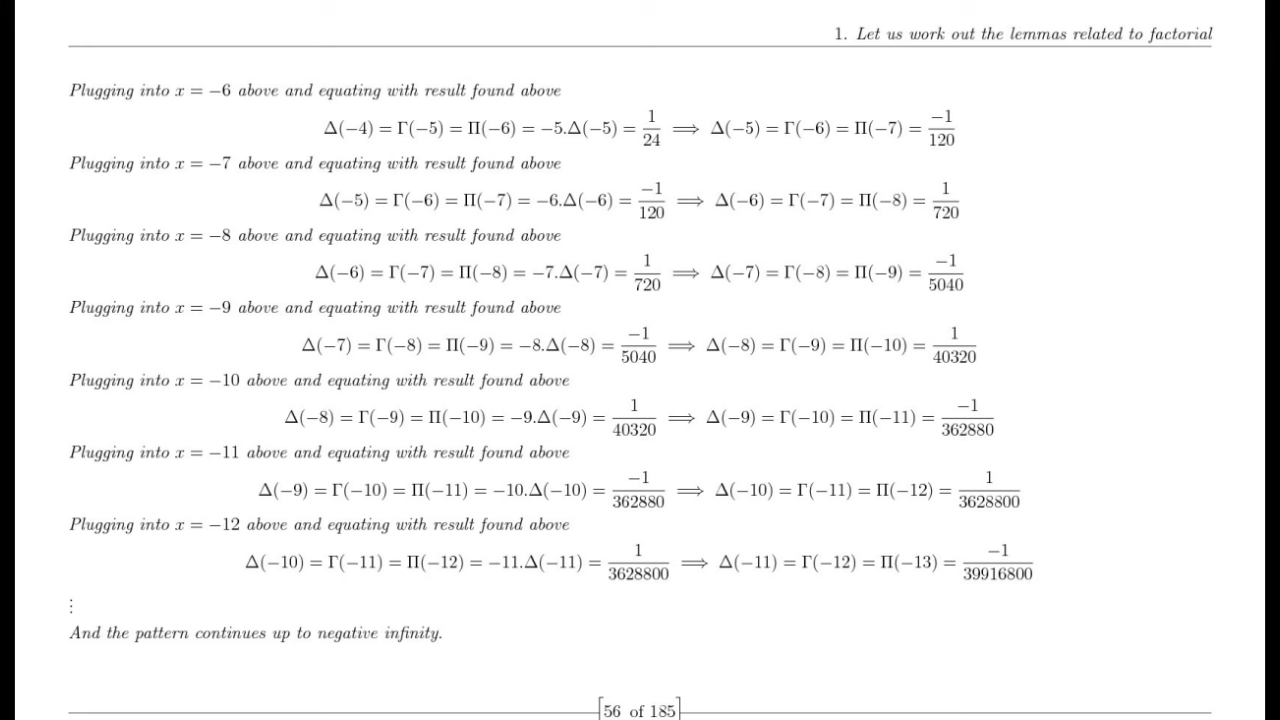 1. Let us work out the lemmas related to factorial
Plugging into x = −6 above and equating with result found above
Δ(−4) = Γ(−5) = Π(−6) = −5.Δ(−5) = 1/24 ⟹ Δ(−5) = Γ(−6) = Π(−7) = −1/120
Plugging into x = −7 above and equating with result found above
Δ(−5) = Γ(−6) = Π(−7) = −6.Δ(−6) = −1/120 ⟹ Δ(−6) = Γ(−7) = Π(−8) = 1/720
Plugging into x = −8 above and equating with result found above
Δ(−6) = Γ(−7) = Π(−8) = −7.Δ(−7) = 1/720 ⟹ Δ(−7) = Γ(−8) = Π(−9) = −1/5040
Plugging into x = −9 above and equating with result found above
Δ(−7) = Γ(−8) = Π(−9) = −8.Δ(−8) = −1/5040 ⟹ Δ(−8) = Γ(−9) = Π(−10) = 1/40320
Plugging into x = −10 above and equating with result found above
Δ(−8) = Γ(−9) = Π(−10) = −9.Δ(−9) = 1/40320 ⟹ Δ(−9) = Γ(−10) = Π(−11) = −1/362880
Plugging into x = −11 above and equating with result found above
Δ(−9) = Γ(−10) = Π(−11) = −10.Δ(−10) = −1/362880 ⟹ Δ(−10) = Γ(−11) = Π(−12) = 1/3628800
Plugging into x = −12 above and equating with result found above
Δ(−10) = Γ(−11) = Π(−12) = −11.Δ(−11) = 1/3628800 ⟹ Δ(−11) = Γ(−12) = Π(−13) = −1/39916800
⋮
And the pattern continues up to negative infinity.
[56 of 185]